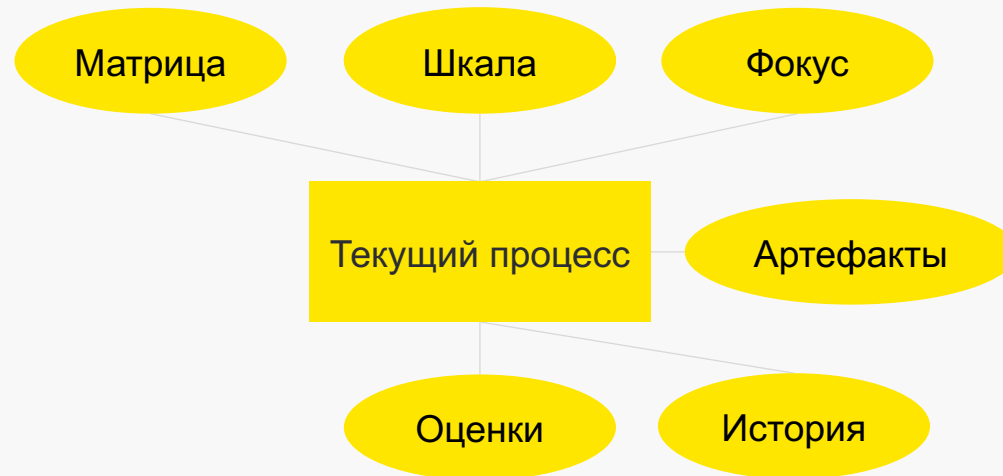 Матрица
Шкала
Фокус
Текущий процесс
Артефакты
Оценки
История